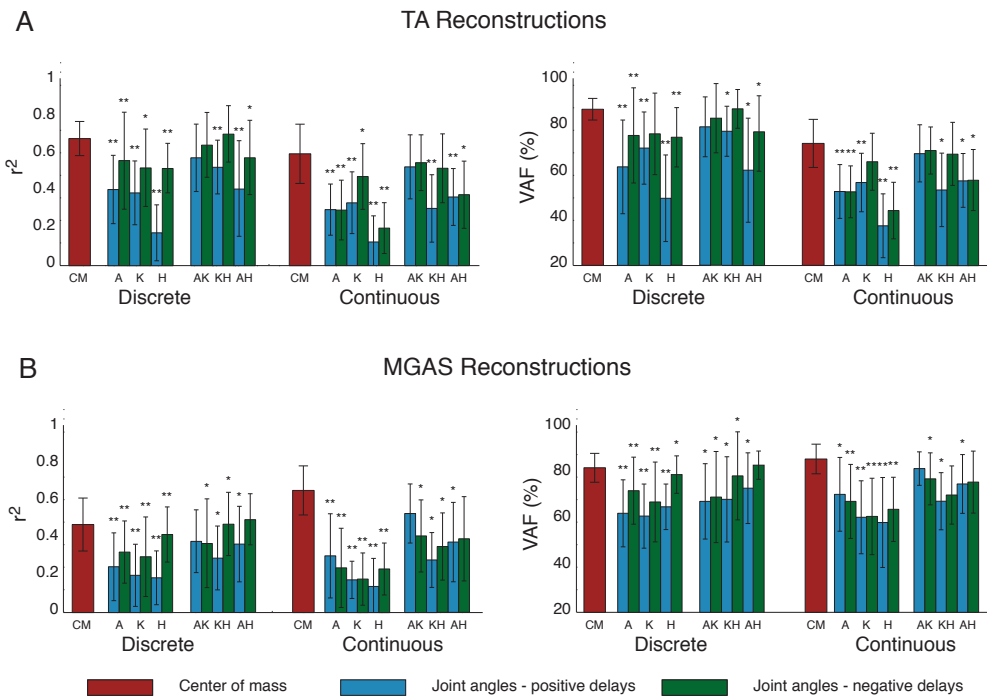 A
TA Reconstructions
1
0.8
0.6
0.4
0.2
0
r2
** ** ** * ** ** ** ** *
CM A K H AK KH AH
Discrete
** ** ** * ** ** ** * *
CM A K H AK KH AH
Continuous
100
80
60
40
20
VAF (%)
** ** ** ** ** * * *
CM A K H AK KH AH
Discrete
**** ** ** ** * * *
CM A K H AK KH AH
Continuous
B
MGAS Reconstructions
1
0.8
0.6
0.4
0.2
0
r2
** ** ** ** ** ** * * * *
CM A K H AK KH AH
Discrete
** ** ** ** ** ** * * * *
CM A K H AK KH AH
Continuous
100
80
60
40
20
VAF (%)
** ** ** ** ** * * * * * *
CM A K H AK KH AH
Discrete
* ** ** **** ** * * *
CM A K H AK KH AH
Continuous
Center of mass
Joint angles - positive delays
Joint angles - negative delays